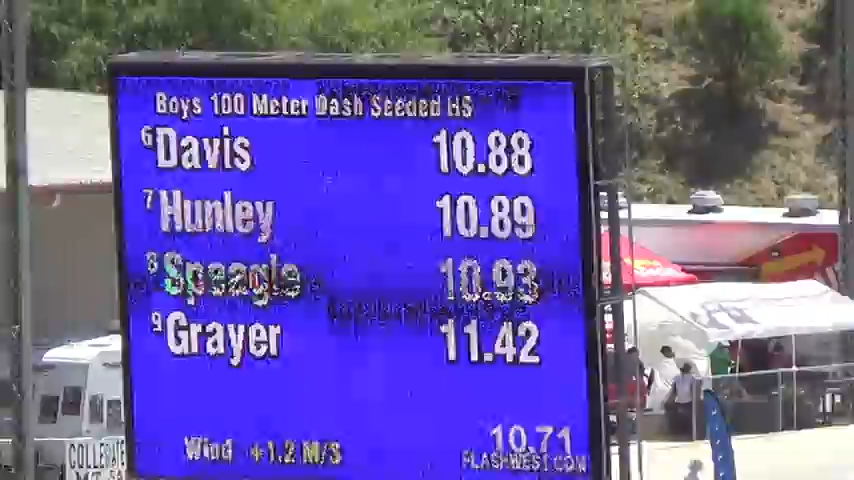 Boys 100 Meter Dash Seeded HS
6 Davis 10.88
7 Hunley 10.89
8 Speagle 10.93
9 Grayer 11.42
10.71
Wind +1.2 M/S FLASHWEST.COM